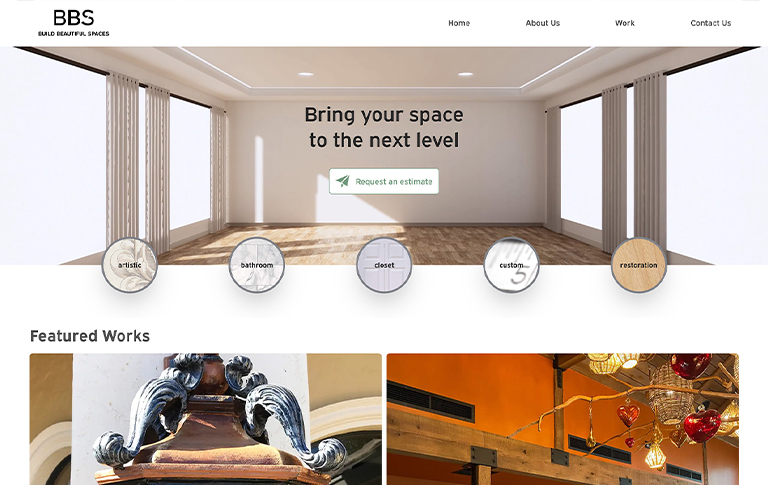 BBS
BUILD BEAUTIFUL SPACES
Home
About Us
Work
Contact Us
Bring your space
to the next level
Request an estimate
artistic
bathroom
closet
custom
5
restoration
Featured Works